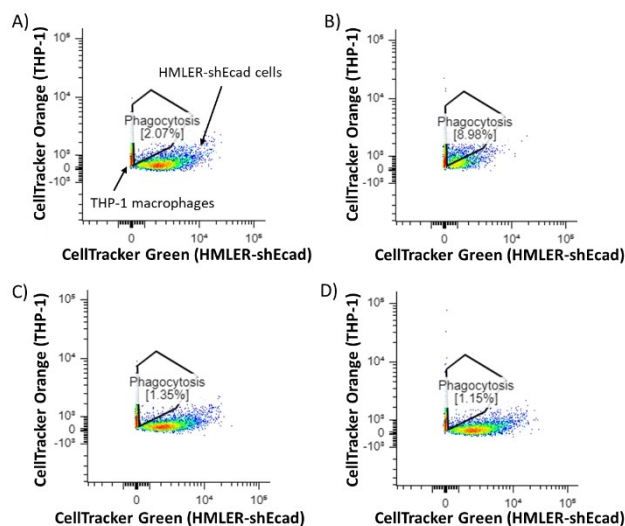 A)
CellTracker Orange (THP-1)
10⁵
10⁴
10³
0
-10³
HMLER-shEcad cells
Phagocytosis
[2.07%]
THP-1 macrophages
0
10⁴
10⁵
CellTracker Green (HMLER-shEcad)
B)
CellTracker Orange (THP-1)
10⁵
10⁴
10³
0
-10³
Phagocytosis
[8.98%]
0
10⁴
10⁵
CellTracker Green (HMLER-shEcad)
C)
CellTracker Orange (THP-1)
10⁵
10⁴
10³
0
-10³
Phagocytosis
[1.35%]
0
10⁴
10⁵
CellTracker Green (HMLER-shEcad)
D)
CellTracker Orange (THP-1)
10⁵
10⁴
10³
0
-10³
Phagocytosis
[1.15%]
0
10⁴
10⁵
CellTracker Green (HMLER-shEcad)